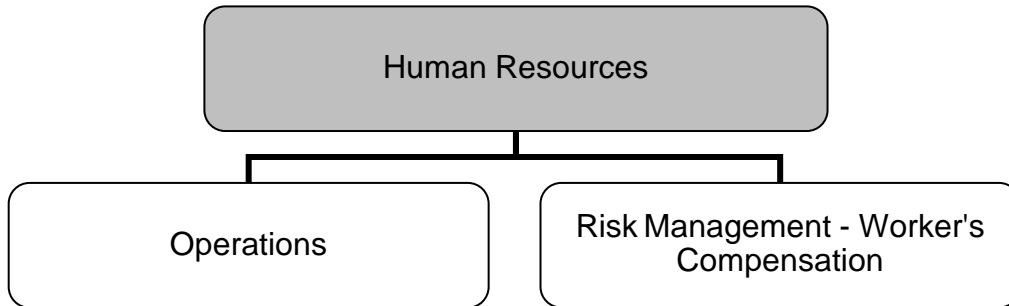 Human Resources
Operations
Risk Management - Worker's
Compensation